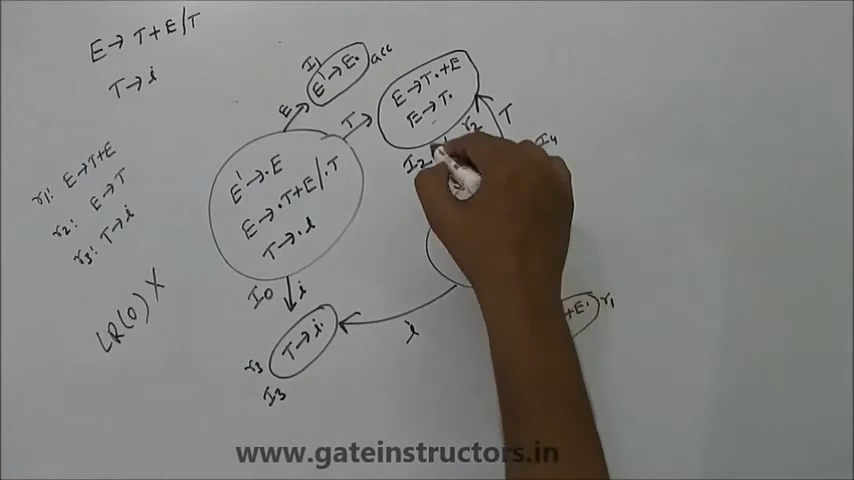 E→ T+E/T
T→i
r1: E→T+E
r2: E→T
r3: T→i
LR(0) X
E
I1
E'→E.
acc
T
E→T.+E
E→T.
r2
T
I2
I4
E'→.E
E→.T+E/.T
T→.i
I0
i
r3
T→i.
I3
i
+E.
r1
www.gateinstructors.in